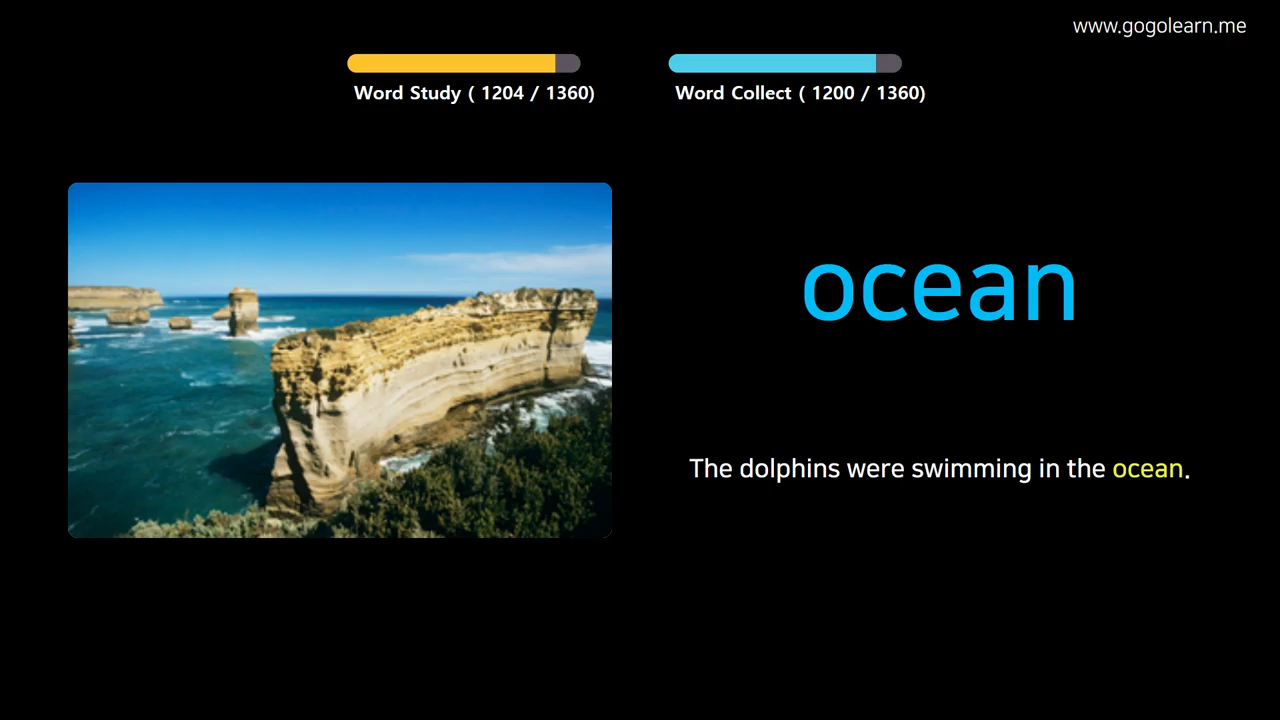 www.gogolearn.me
Word Study ( 1204 / 1360)
Word Collect ( 1200 / 1360)
ocean
The dolphins were swimming in the ocean.